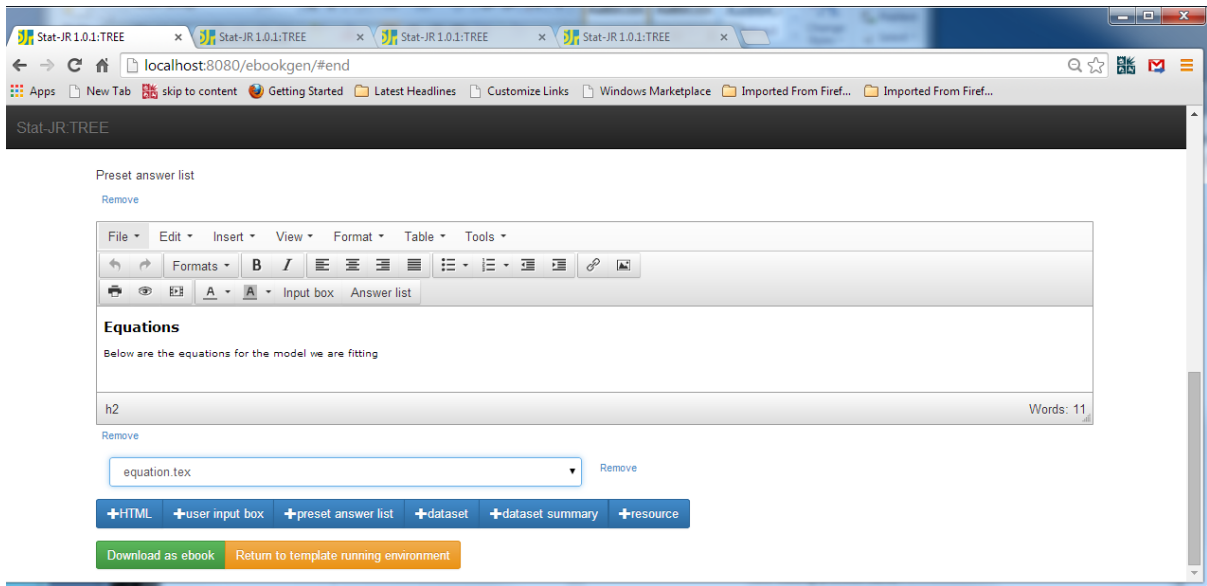 Stat-JR 1.0.1:TREE Stat-JR 1.0.1:TREE Stat-JR 1.0.1:TREE Stat-JR 1.0.1:TREE
localhost:8080/ebookgen/#end
Apps New Tab skip to content Getting Started Latest Headlines Customize Links Windows Marketplace Imported From Firef... Imported From Firef...
Stat-JR:TREE
Preset answer list
Remove
File Edit Insert View Format Table Tools
Formats B I
A A Input box Answer list
Equations
Below are the equations for the model we are fitting
h2 Words: 11
Remove
equation.tex Remove
+HTML +user input box +preset answer list +dataset +dataset summary +resource
Download as ebook Return to template running environment